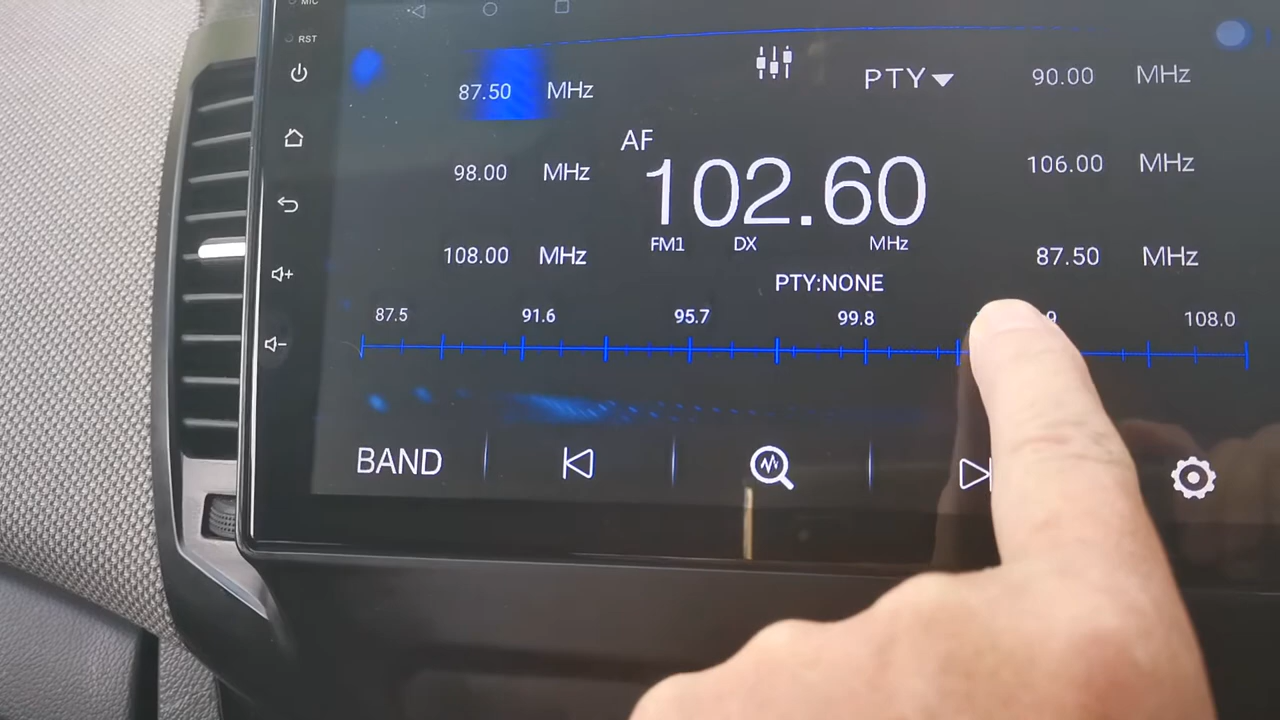 MIC
RST
87.50 MHz
PTY
90.00 MHz
AF
98.00 MHz
102.60
106.00 MHz
FM1 DX MHz
108.00 MHz
87.50 MHz
PTY:NONE
87.5 91.6 95.7 99.8 9 108.0
BAND